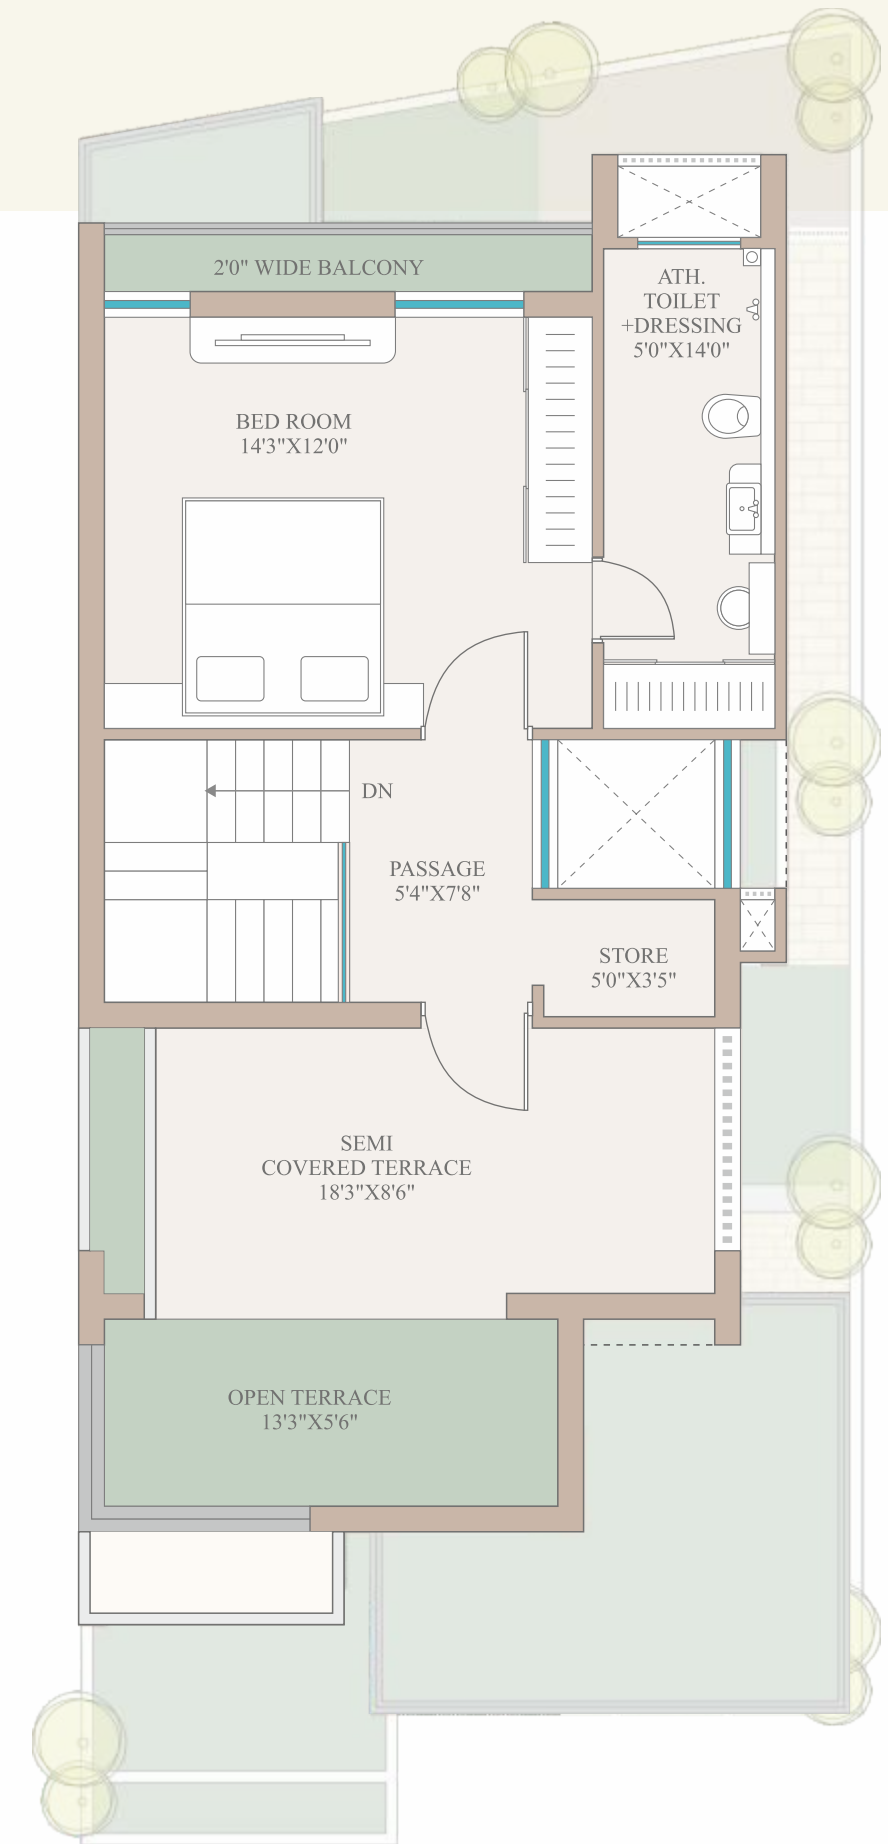 2'0" WIDE BALCONY
ATH.
TOILET
+DRESSING
5'0"X14'0"
BED ROOM
14'3"X12'0"
DN
PASSAGE
5'4"X7'8"
STORE
5'0"X3'5"
SEMI
COVERED TERRACE
18'3"X8'6"
OPEN TERRACE
13'3"X5'6"